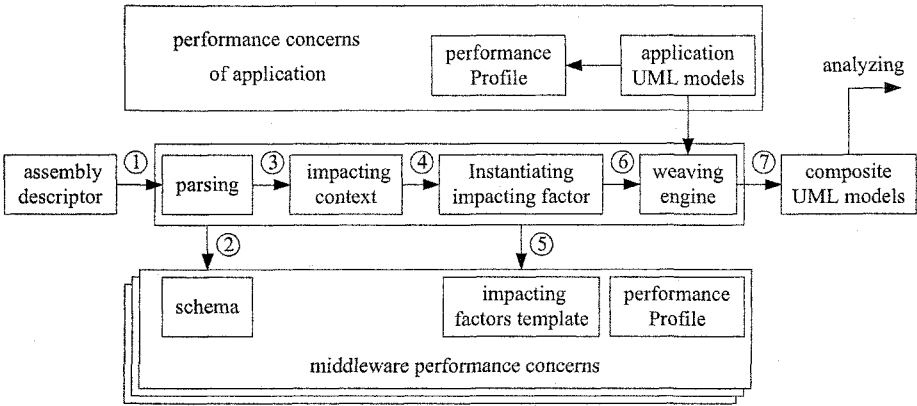 performance concerns
of application
performance
Profile
application
UML models
analyzing
assembly
descriptor
①
parsing
③
impacting
context
④
Instantiating
impacting factor
⑥
weaving
engine
⑦
composite
UML models
②
⑤
schema
impacting
factors template
performance
Profile
middleware performance concerns